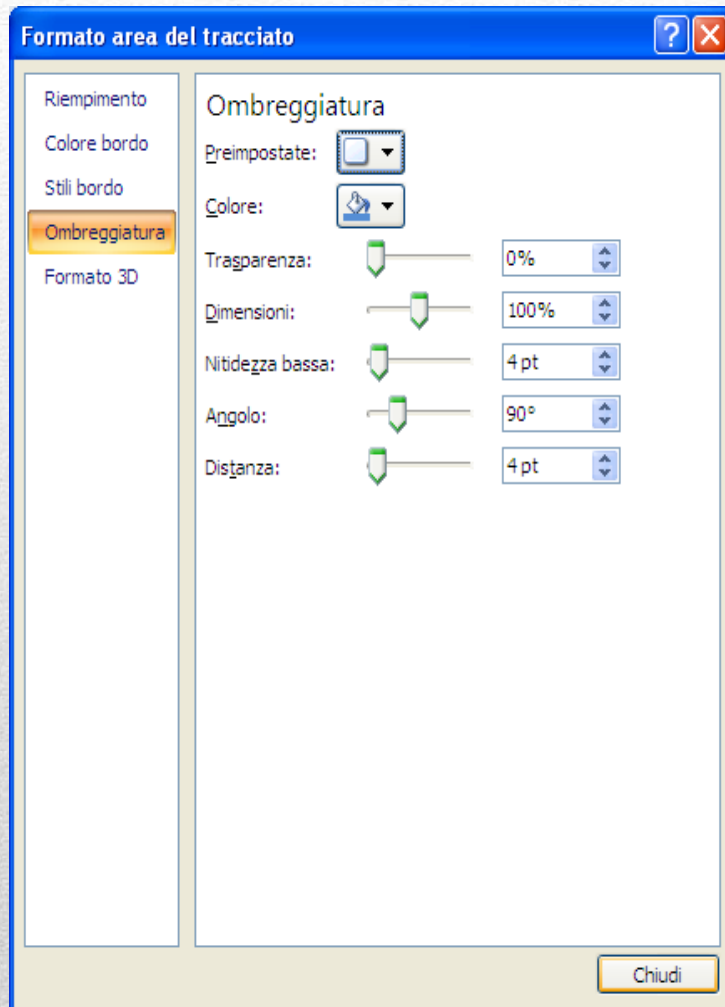 Formato area del tracciato
Riempimento
Colore bordo
Stili bordo
Ombreggiatura
Formato 3D
Ombreggiatura
Preimpostate:
Colore:
Trasparenza: 0%
Dimensioni: 100%
Nitidezza bassa: 4 pt
Angolo: 90°
Distanza: 4 pt
Chiudi